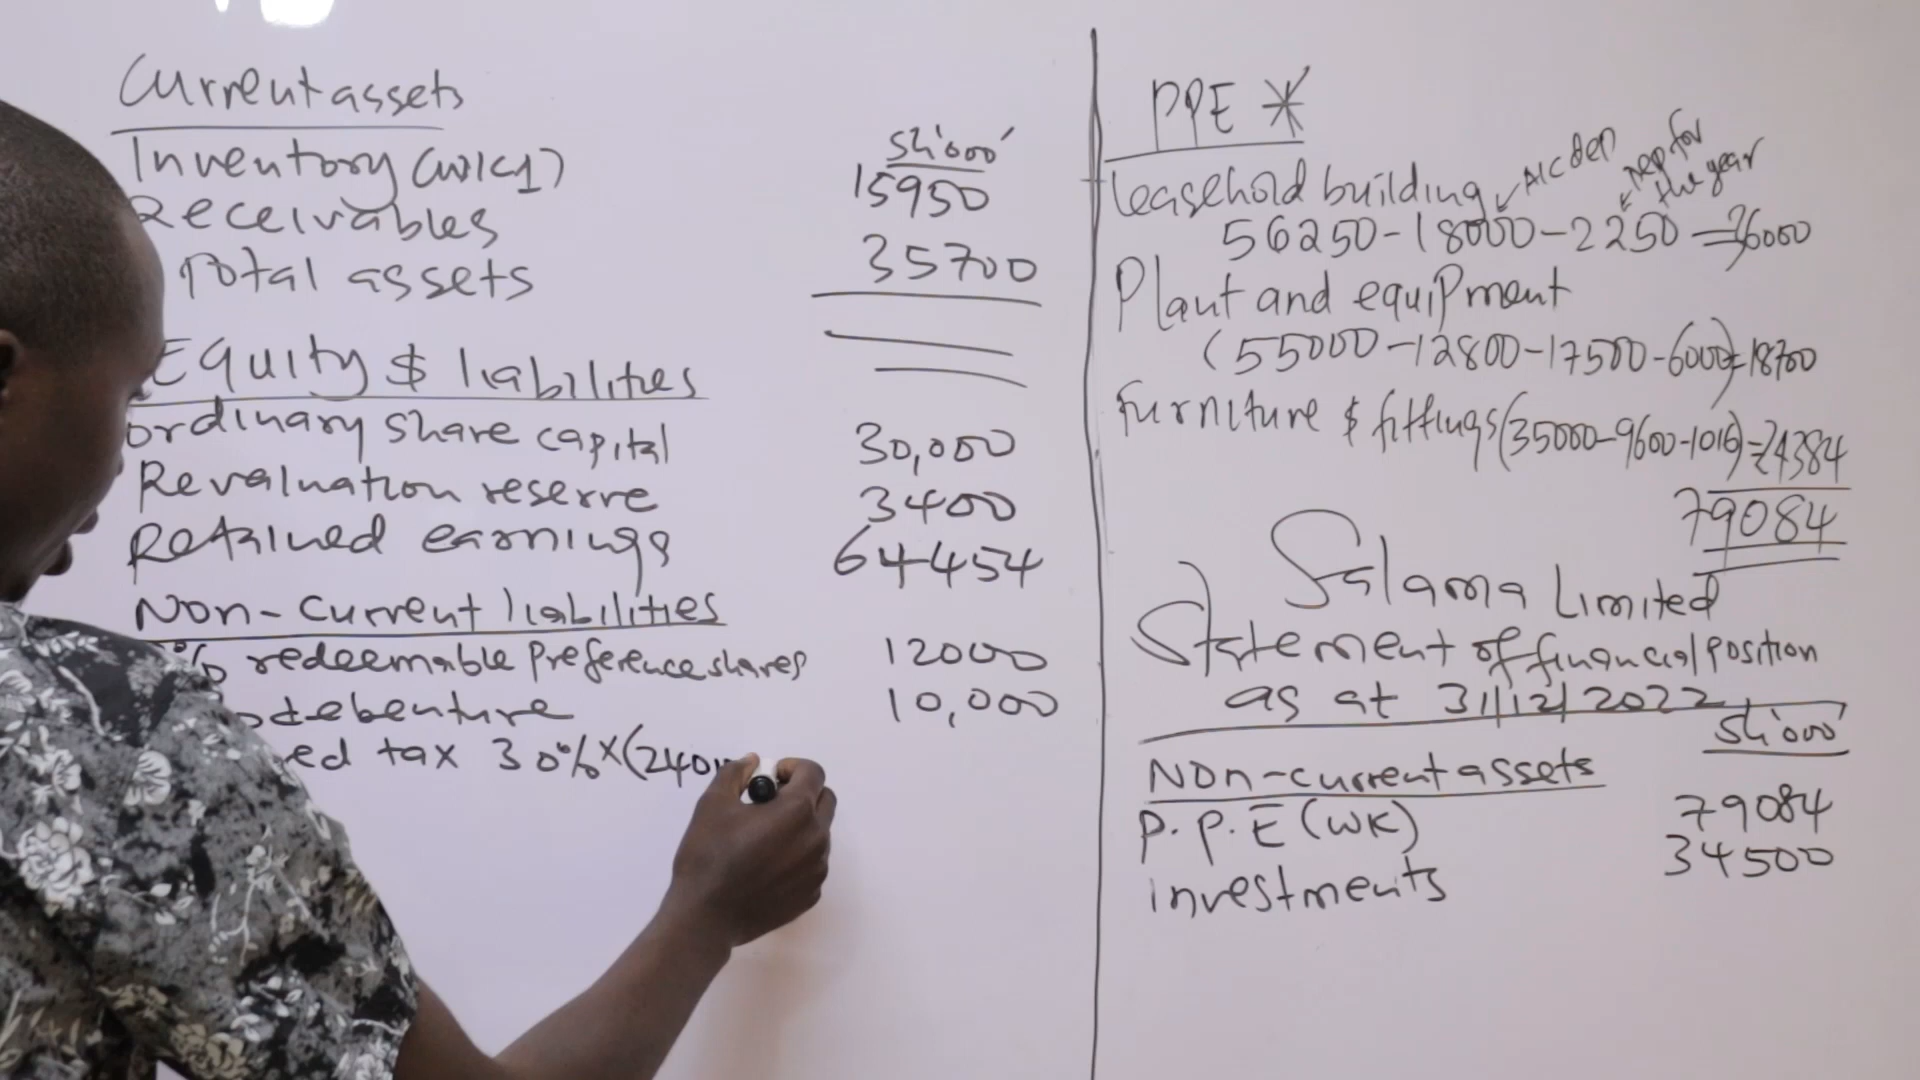 Current assets
Sh'000'
Inventory (WK1) 15950
Receivables 35700
Total assets
Equity $ liabilities
ordinary share capital 30,000
Revaluation reserve 3400
Retained earnings 64454
Non-current liabilities
% redeemable preference shares 12000
debenture 10,000
ed tax 30% × (240
PPE *
Leasehold building
Acc dep
Dep for the year
56250-18000-2250=36000
Plant and equipment
(55000-12800-17500-6000)=18700
Furniture $ fittings (35000-9600-1016)=24384
79084
Salama Limited
Statement of financial position
as at 31/12/2022
Sh'000'
Non-current assets
P.P.E (WK) 79084
investments 34500